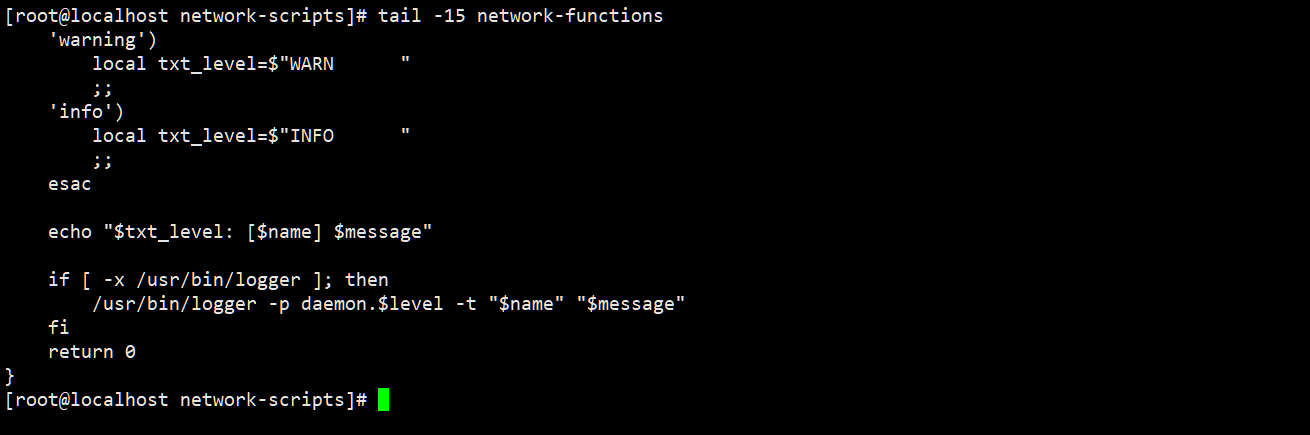 [root@localhost network-scripts]# tail -15 network-functions
    'warning')
        local txt_level=$"WARN      "
        ;;
    'info')
        local txt_level=$"INFO      "
        ;;
    esac

    echo "$txt_level: [$name] $message"

    if [ -x /usr/bin/logger ]; then
        /usr/bin/logger -p daemon.$level -t "$name" "$message"
    fi
    return 0
}
[root@localhost network-scripts]#